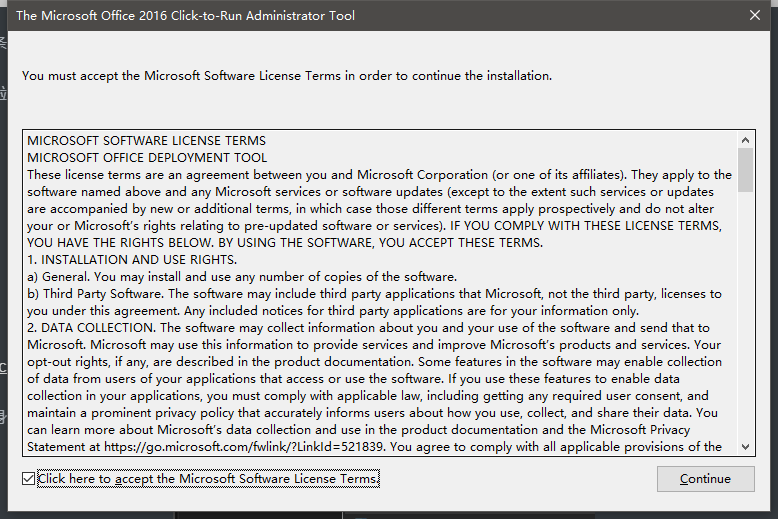 The Microsoft Office 2016 Click-to-Run Administrator Tool
You must accept the Microsoft Software License Terms in order to continue the installation.
MICROSOFT SOFTWARE LICENSE TERMS
MICROSOFT OFFICE DEPLOYMENT TOOL
These license terms are an agreement between you and Microsoft Corporation (or one of its affiliates). They apply to the
software named above and any Microsoft services or software updates (except to the extent such services or updates
are accompanied by new or additional terms, in which case those different terms apply prospectively and do not alter
your or Microsoft’s rights relating to pre-updated software or services). IF YOU COMPLY WITH THESE LICENSE TERMS,
YOU HAVE THE RIGHTS BELOW. BY USING THE SOFTWARE, YOU ACCEPT THESE TERMS.
1. INSTALLATION AND USE RIGHTS.
a) General. You may install and use any number of copies of the software.
b) Third Party Software. The software may include third party applications that Microsoft, not the third party, licenses to
you under this agreement. Any included notices for third party applications are for your information only.
2. DATA COLLECTION. The software may collect information about you and your use of the software and send that to
Microsoft. Microsoft may use this information to provide services and improve Microsoft’s products and services. Your
opt-out rights, if any, are described in the product documentation. Some features in the software may enable collection
of data from users of your applications that access or use the software. If you use these features to enable data
collection in your applications, you must comply with applicable law, including getting any required user consent, and
maintain a prominent privacy policy that accurately informs users about how you use, collect, and share their data. You
can learn more about Microsoft’s data collection and use in the product documentation and the Microsoft Privacy
Statement at https://go.microsoft.com/fwlink/?LinkId=521839. You agree to comply with all applicable provisions of the
Click here to accept the Microsoft Software License Terms.
Continue